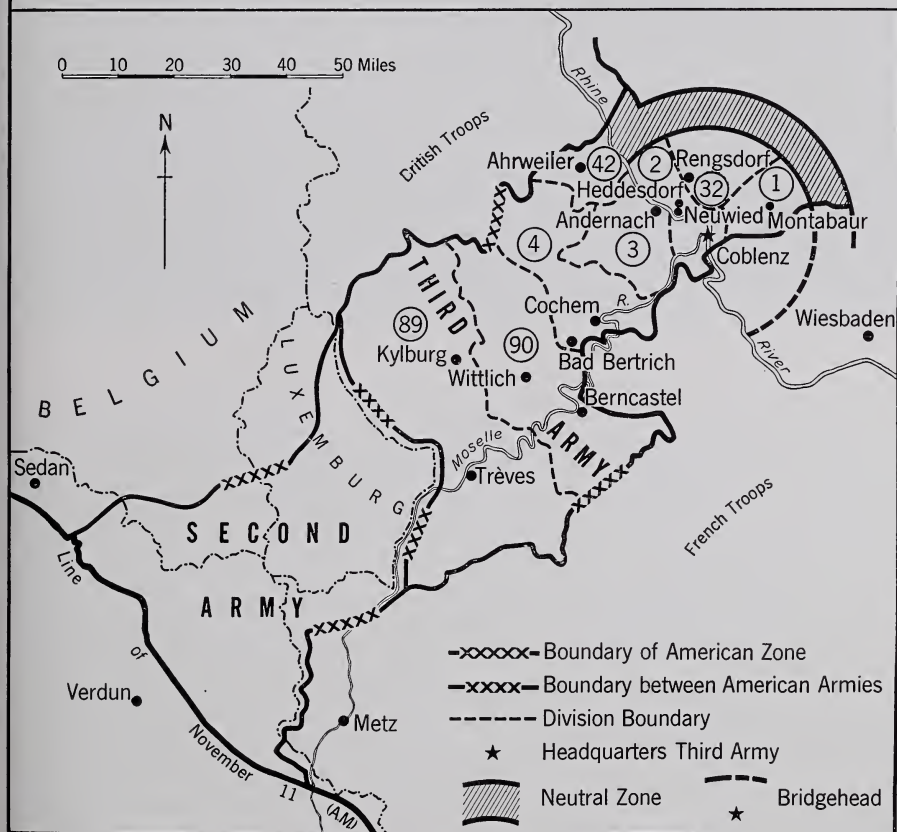 0 10 20 30 40 50 Miles
N
Rhine
British Troops
Ahrweiler
42
2
Rengsdorf
32
1
Heddesdorf
Neuwied
Montabaur
Andernach
4
3
Coblenz
THIRD
R.
Cochem
Wiesbaden
89
Kylburg
90
Bad Bertrich
Wittlich
River
BELGIUM
LUXEMBURG
Berncastel
ARMY
Moselle
Sedan
Trèves
SECOND
French Troops
Line
ARMY
of
Verdun
Metz
November
11
(AM)
-XXXXX- Boundary of American Zone
-XXXX- Boundary between American Armies
Division Boundary
Headquarters Third Army
Neutral Zone
Bridgehead